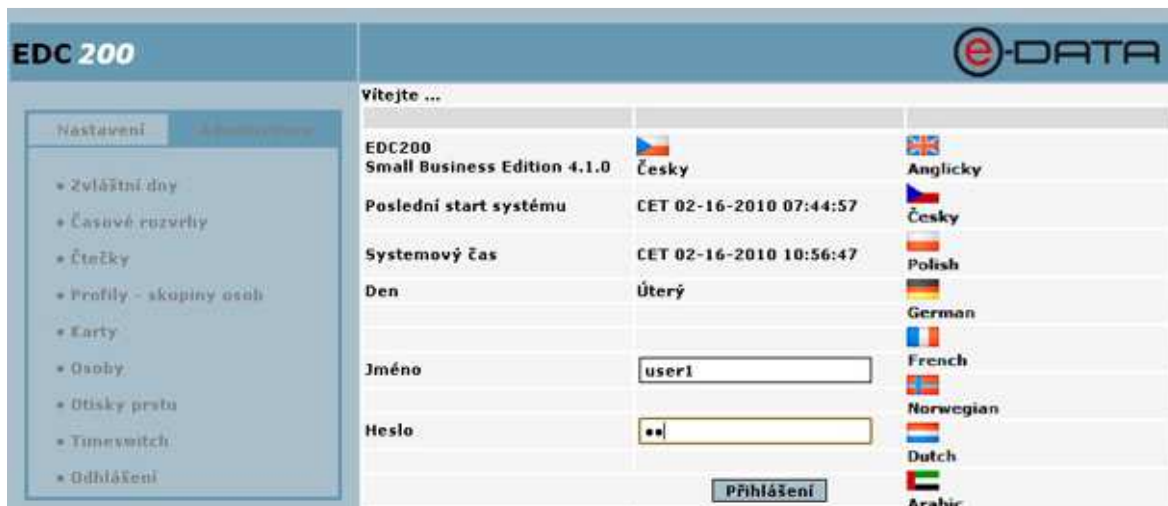 EDC 200
e-DATA
Vítejte ...
Nastavení
EDC200
Small Business Edition 4.1.0
Česky
Anglicky
• Zvláštní dny
Poslední start systému
CET 02-16-2010 07:44:57
Česky
• Časové rozvrhy
• Čtečky
Systemový čas
CET 02-16-2010 10:56:47
Polish
• Profily - skupiny osob
Den
Úterý
German
• Karty
French
• Osoby
Jméno
user1
• Otisky prstu
Norwegian
• Timeswitch
Heslo
Dutch
• Odhlášení
Přihlášení
Arabic